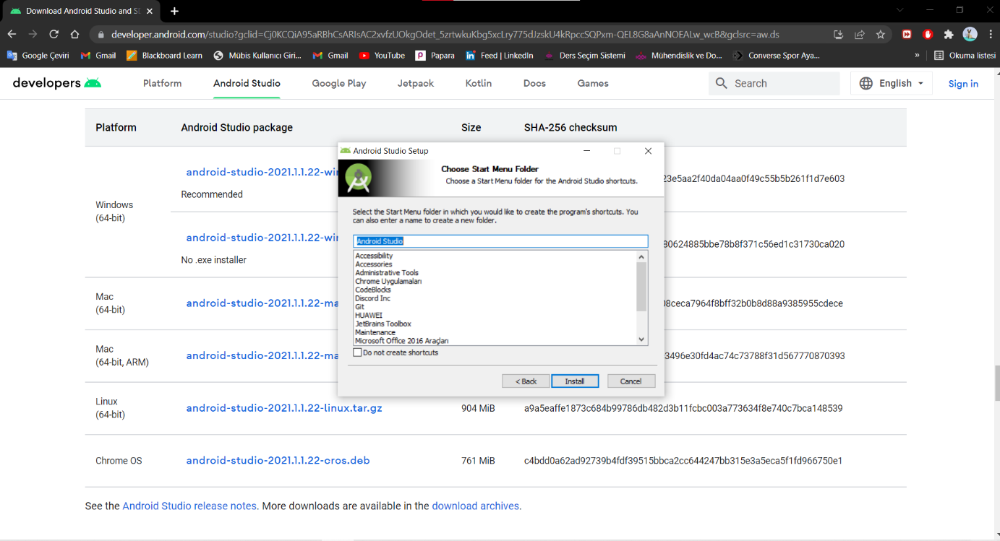 Download Android Studio and S
developer.android.com/studio?gclid=Cj0KCQiA95aRBhCsARIsAC2xvfzUOkgOdet_5zrtwkuKbg5xcLry775dJzskU4kRpccSQPxm-QEL8G8aAnNOEALw_wcB&gclsrc=aw.ds
Google Çeviri Gmail Blackboard Learn Mübis Kullanıcı Giri... Gmail YouTube Papara Feed | LinkedIn Ders Seçim Sistemi Mühendislik ve Do... Converse Spor Aya... » Okuma listesi
developers Platform Android Studio Google Play Jetpack Kotlin Docs Games Search English Sign in
Platform Android Studio package Size SHA-256 checksum
android-studio-2021.1.1.22-wi
23e5aa2f40da04aa0f49c55b5b261f1d7e603
Recommended
Windows
(64-bit)
android-studio-2021.1.1.22-wi
80624885bbe78b8f371c56ed1c31730ca020
No .exe installer
Mac
(64-bit)
android-studio-2021.1.1.22-ma
08ceca7964f8bff32b0b8d88a9385955cdece
Mac
(64-bit, ARM)
android-studio-2021.1.1.22-ma
3496e30fd4ac74c73788f31d567770870393
Linux
(64-bit)
android-studio-2021.1.1.22-linux.tar.gz 904 MiB a9a5eaffe1873c684b99786db482d3b11fcbc003a773634f8e740c7bca148539
Chrome OS android-studio-2021.1.1.22-cros.deb 761 MiB c4bdd0a62ad92739b4fdf39515bbca2cc644247bb315e3a5eca5f1fd966750e1
See the Android Studio release notes. More downloads are available in the download archives.
Android Studio Setup
Choose Start Menu Folder
Choose a Start Menu folder for the Android Studio shortcuts.
Select the Start Menu folder in which you would like to create the program's shortcuts. You
can also enter a name to create a new folder.
Android Studio
Accessibility
Accessories
Administrative Tools
Chrome Uygulamaları
CodeBlocks
Discord Inc
Git
HUAWEI
JetBrains Toolbox
Maintenance
Microsoft Office 2016 Araçları
Do not create shortcuts
< Back Install Cancel